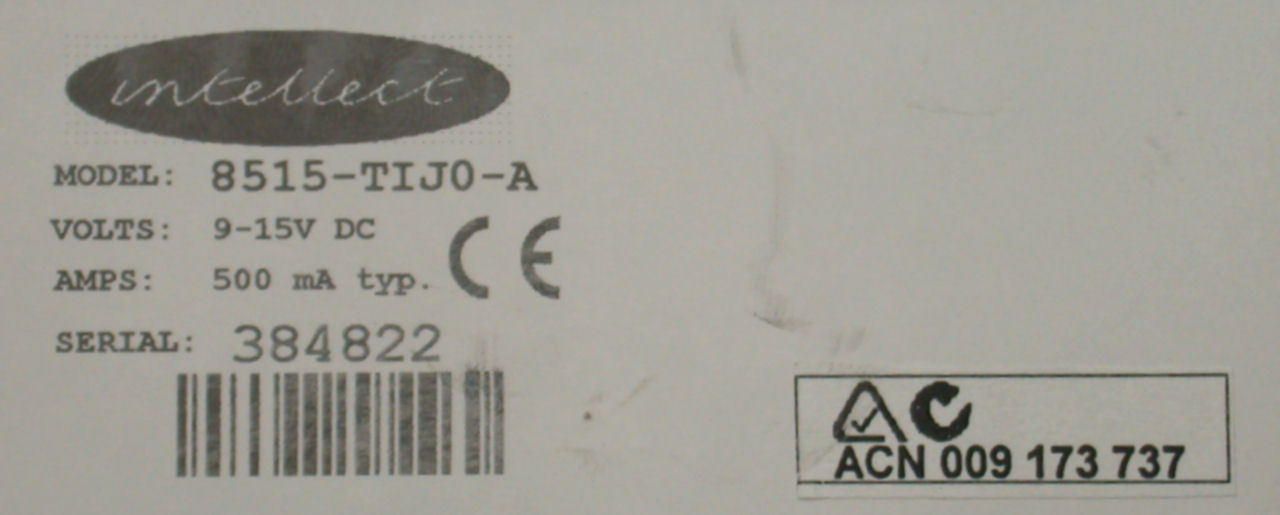 intellect
MODEL: 8515-TIJ0-A
VOLTS: 9-15V DC
AMPS: 500 mA typ.
CE
SERIAL: 384822
ACN 009 173 737